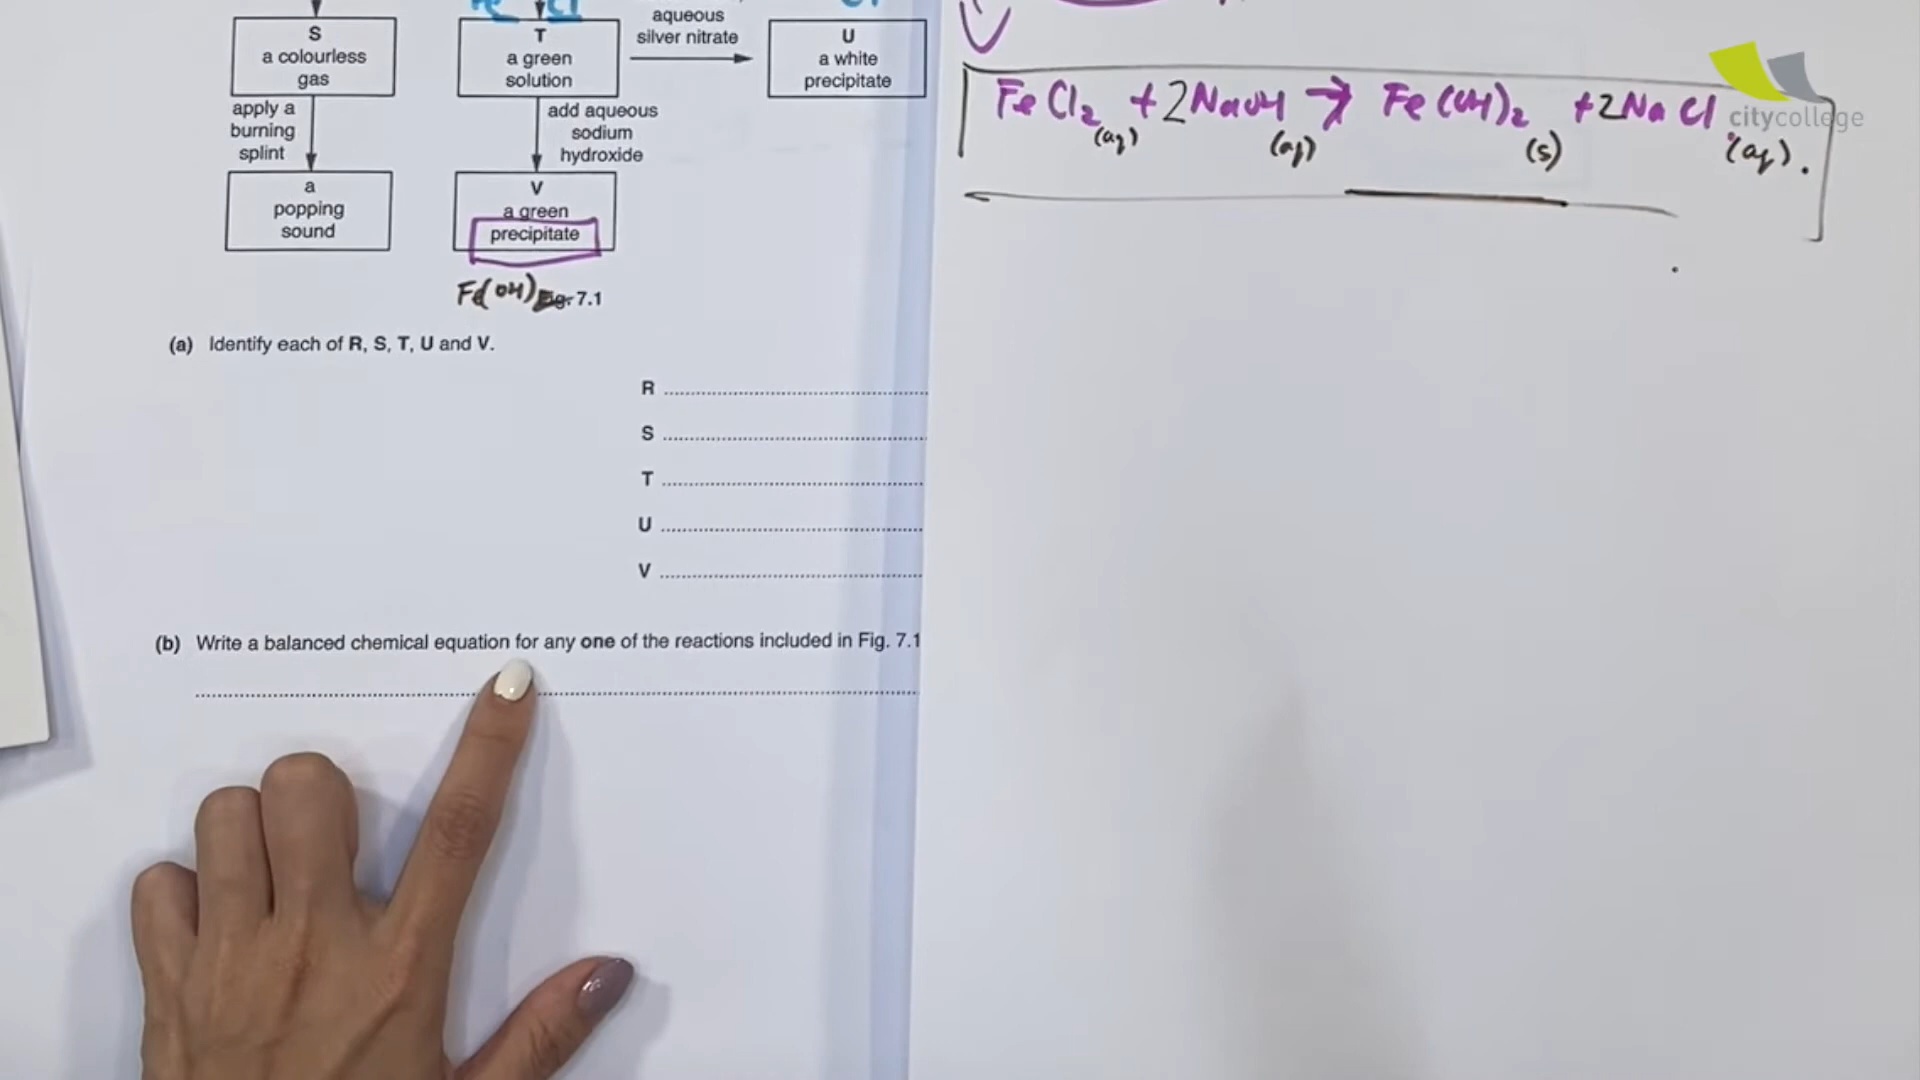 S
a colourless
gas
apply a
burning
splint
a
popping
sound
T
a green
solution
add aqueous
sodium
hydroxide
V
a green
precipitate
Fe(OH)2
7.1
aqueous
silver nitrate
U
a white
precipitate
FeCl2 (aq) + 2NaOH (aq) → Fe(OH)2 (s) + 2NaCl (aq).
citycollege
(a) Identify each of R, S, T, U and V.
R
S
T
U
V
(b) Write a balanced chemical equation for any one of the reactions included in Fig. 7.1